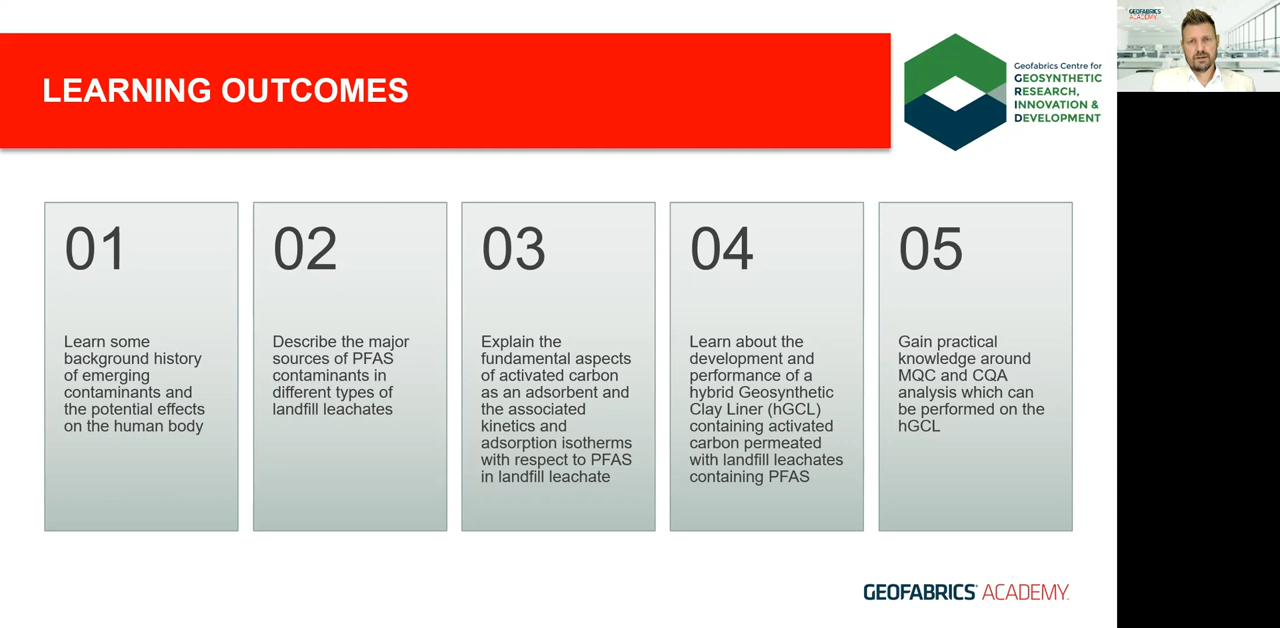 LEARNING OUTCOMES
Geofabrics Centre for
GEOSYNTHETIC
RESEARCH,
INNOVATION &
DEVELOPMENT
GEOFABRICS
ACADEMY
01
Learn some
background history
of emerging
contaminants and
the potential effects
on the human body
02
Describe the major
sources of PFAS
contaminants in
different types of
landfill leachates
03
Explain the
fundamental aspects
of activated carbon
as an adsorbent and
the associated
kinetics and
adsorption isotherms
with respect to PFAS
in landfill leachate
04
Learn about the
development and
performance of a
hybrid Geosynthetic
Clay Liner (hGCL)
containing activated
carbon permeated
with landfill leachates
containing PFAS
05
Gain practical
knowledge around
MQC and CQA
analysis which can
be performed on the
hGCL
GEOFABRICS ACADEMY